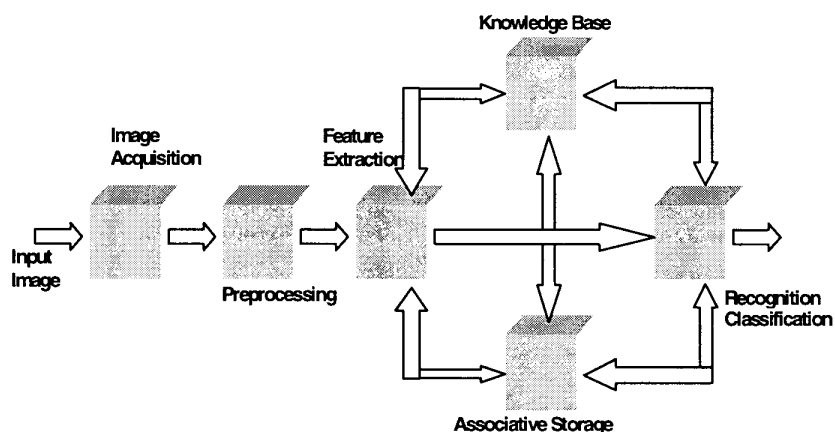 Knowledge Base
Image
Acquisition
Feature
Extraction
Input
Image
Preprocessing
Recognition
Classification
Associative Storage